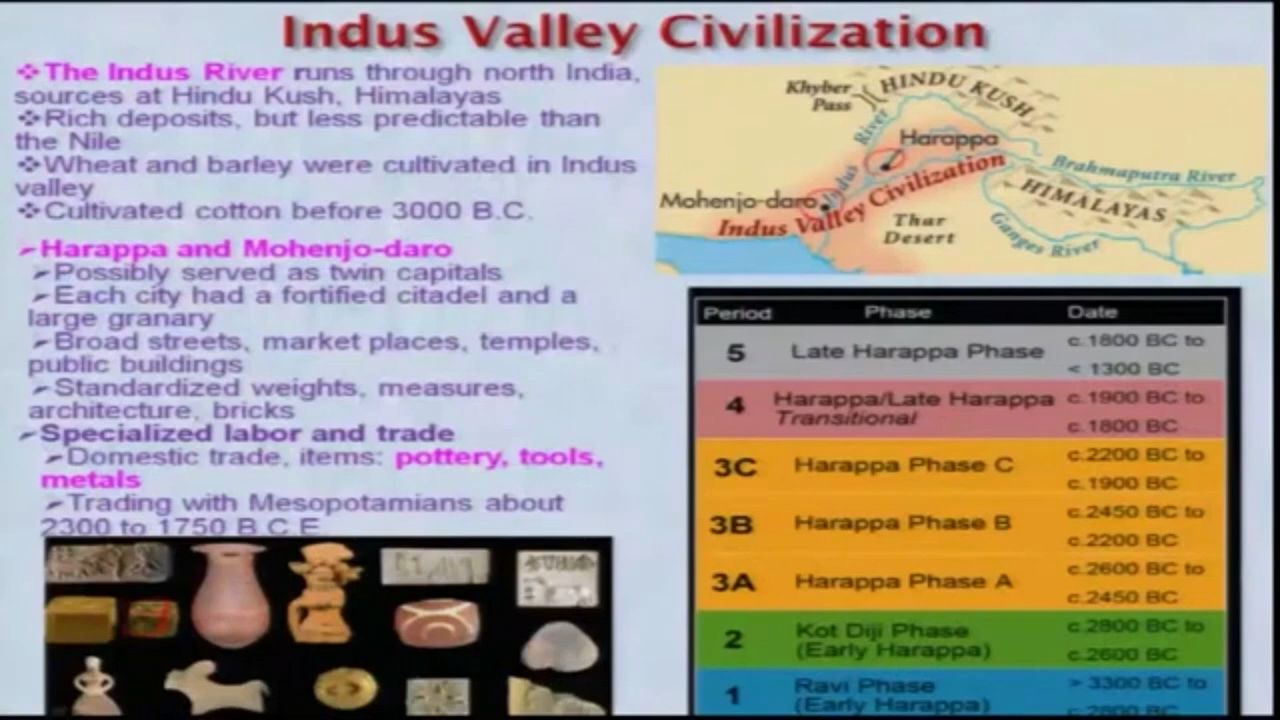 Indus Valley Civilization
❖The Indus River runs through north India,
sources at Hindu Kush, Himalayas
❖Rich deposits, but less predictable than
the Nile
❖Wheat and barley were cultivated in Indus
valley
❖Cultivated cotton before 3000 B.C.
➢Harappa and Mohenjo-daro
➢Possibly served as twin capitals
➢Each city had a fortified citadel and a
large granary
➢Broad streets, market places, temples,
public buildings
➢Standardized weights, measures,
architecture, bricks
➢Specialized labor and trade
➢Domestic trade, items: pottery, tools,
metals
➢Trading with Mesopotamians about
2300 to 1750 B.C.E
Khyber
Pass
HINDU KUSH
Indus River
Harappa
Mohenjo-daro
Indus Valley Civilization
Thar
Desert
Brahmaputra River
HIMALAYAS
Ganges River
Period Phase Date
5 Late Harappa Phase c.1800 BC to
< 1300 BC
4 Harappa/Late Harappa c.1900 BC to
Transitional c.1800 BC
3C Harappa Phase C c.2200 BC to
c.1900 BC
3B Harappa Phase B c.2450 BC to
c.2200 BC
3A Harappa Phase A c.2600 BC to
c.2450 BC
2 Kot Diji Phase c.2800 BC to
(Early Harappa) c.2600 BC
1 Ravi Phase > 3300 BC to
(Early Harappa) c.2800 BC